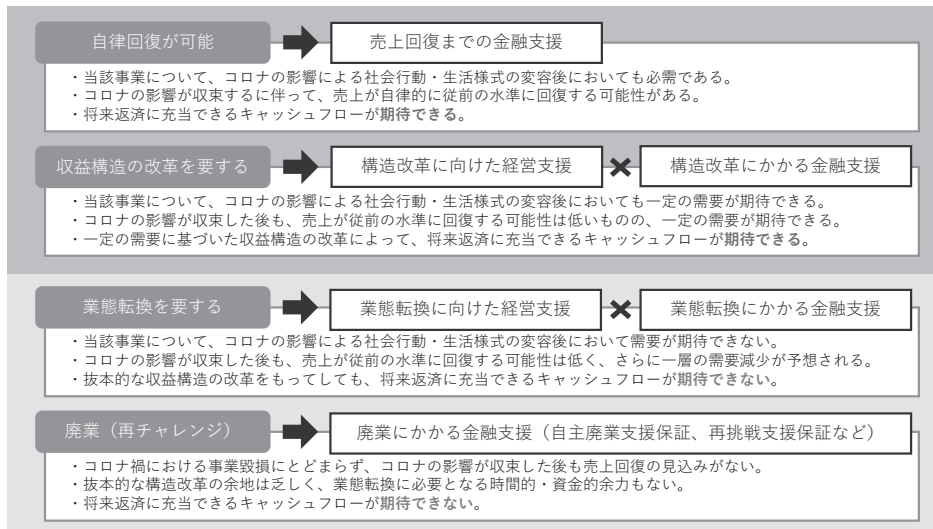 自律回復が可能
売上回復までの金融支援
・当該事業について、コロナの影響による社会行動・生活様式の変容後においても必需である。
・コロナの影響が収束するに伴って、売上が自律的に従前の水準に回復する可能性がある。
・将来返済に充当できるキャッシュフローが期待できる。
収益構造の改革を要する
構造改革に向けた経営支援
構造改革にかかる金融支援
・当該事業について、コロナの影響による社会行動・生活様式の変容後においても一定の需要が期待できる。
・コロナの影響が収束した後も、売上が従前の水準に回復する可能性は低いものの、一定の需要が期待できる。
・一定の需要に基づいた収益構造の改革によって、将来返済に充当できるキャッシュフローが期待できる。
業態転換を要する
業態転換に向けた経営支援
業態転換にかかる金融支援
・当該事業について、コロナの影響による社会行動・生活様式の変容後において需要が期待できない。
・コロナの影響が収束した後も、売上が従前の水準に回復する可能性は低く、さらに一層の需要減少が予想される。
・抜本的な収益構造の改革をもってしても、将来返済に充当できるキャッシュフローが期待できない。
廃業（再チャレンジ）
廃業にかかる金融支援（自主廃業支援保証、再挑戦支援保証など）
・コロナ禍における事業毀損にとどまらず、コロナの影響が収束した後も売上回復の見込みがない。
・抜本的な構造改革の余地は乏しく、業態転換に必要となる時間的・資金的余力もない。
・将来返済に充当できるキャッシュフローが期待できない。